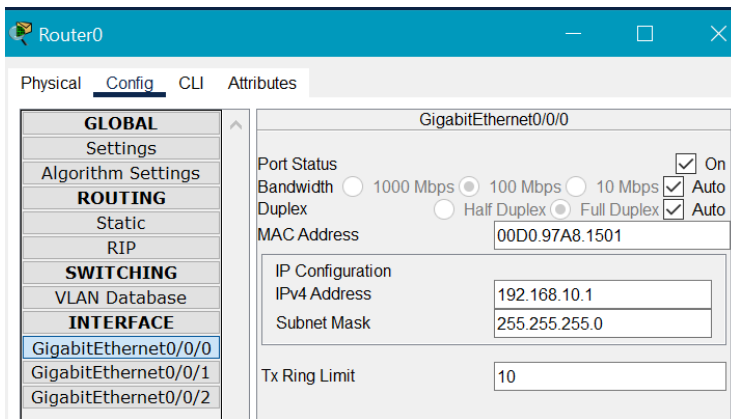 Router0
Physical Config CLI Attributes
GLOBAL
Settings
Algorithm Settings
ROUTING
Static
RIP
SWITCHING
VLAN Database
INTERFACE
GigabitEthernet0/0/0
GigabitEthernet0/0/1
GigabitEthernet0/0/2
GigabitEthernet0/0/0
Port Status On
Bandwidth 1000 Mbps 100 Mbps 10 Mbps Auto
Duplex Half Duplex Full Duplex Auto
MAC Address 00D0.97A8.1501
IP Configuration
IPv4 Address 192.168.10.1
Subnet Mask 255.255.255.0
Tx Ring Limit 10